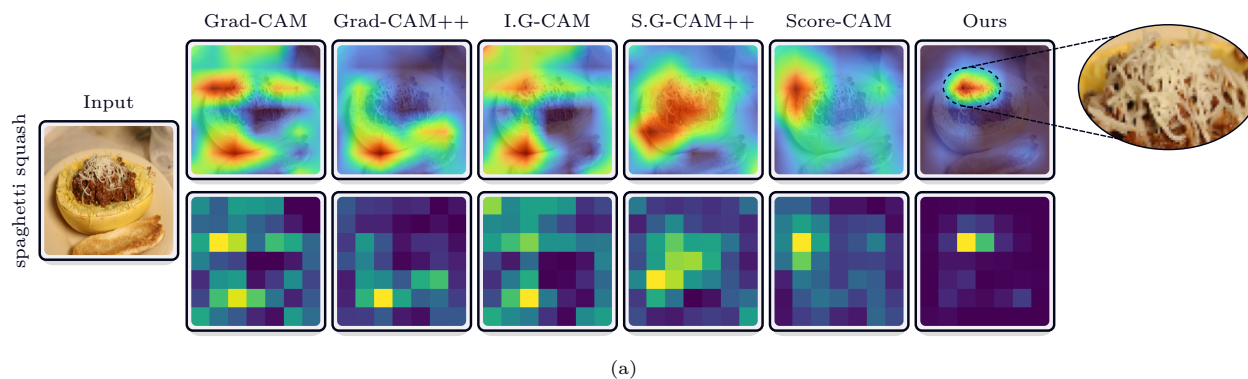 Grad-CAM Grad-CAM++ I.G-CAM S.G-CAM++ Score-CAM Ours
Input
spaghetti squash
(a)